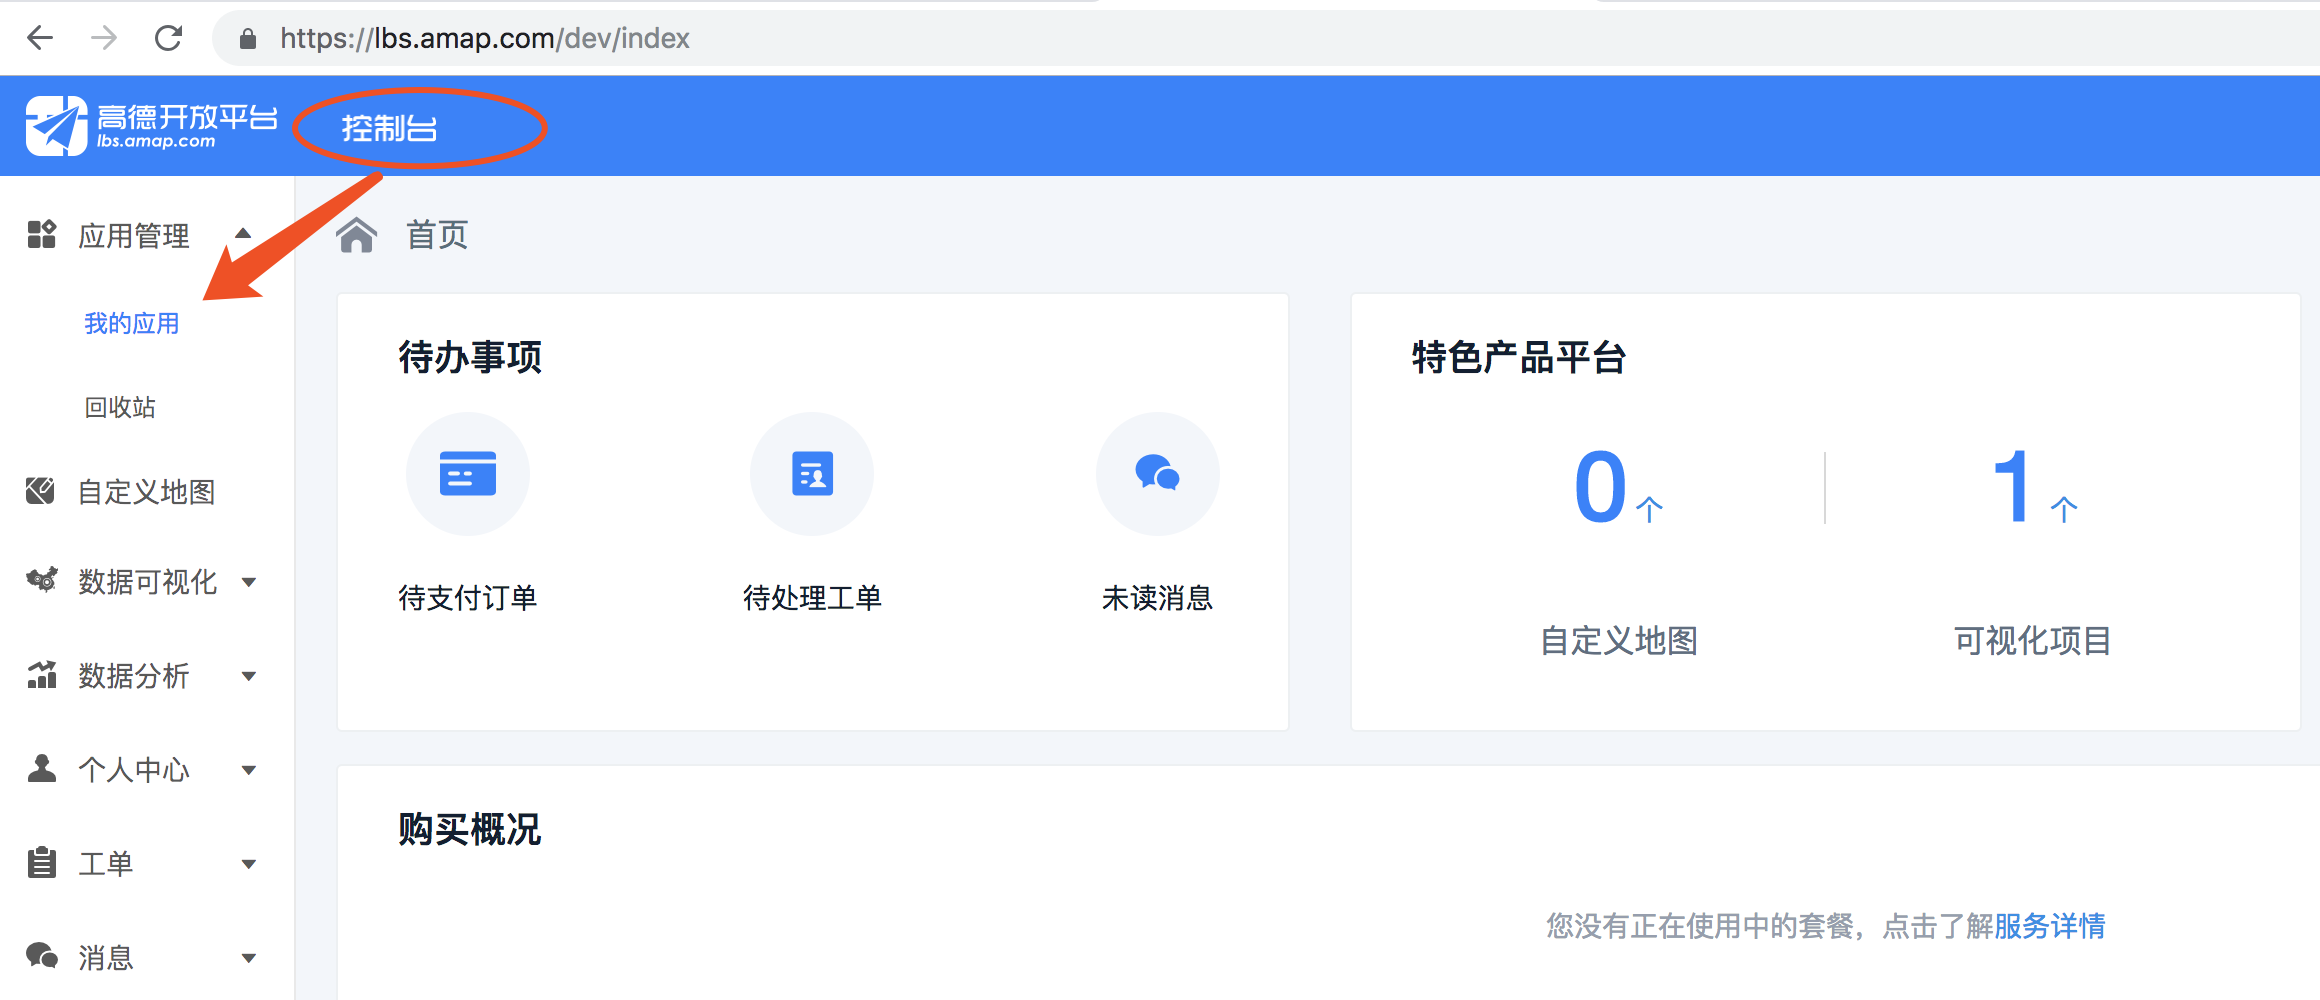 https://lbs.amap.com/dev/index
高德开放平台
lbs.amap.com
控制台
应用管理
我的应用
回收站
自定义地图
数据可视化
数据分析
个人中心
工单
消息
首页
待办事项
待支付订单
待处理工单
未读消息
特色产品平台
0个
1个
自定义地图
可视化项目
购买概况
您没有正在使用中的套餐，点击了解服务详情